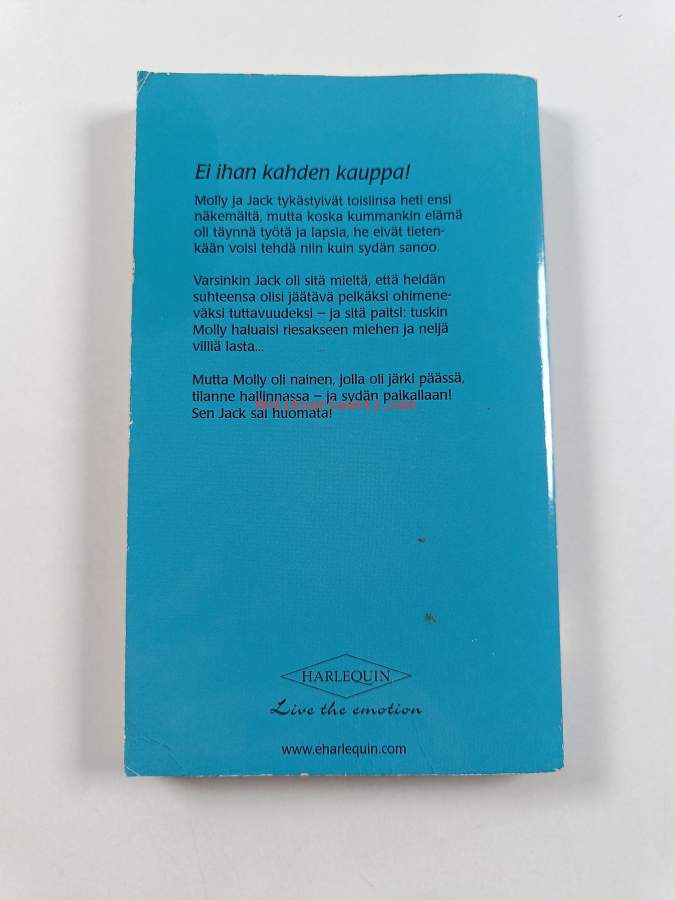 Ei ihan kahden kauppa!
Molly ja Jack tykästyivät toisiinsa heti ensi
näkemältä, mutta koska kummankin elämä
oli täynnä työtä ja lapsia, he eivät tieten-
kään voisi tehdä niin kuin sydän sanoo.
Varsinkin Jack oli sitä mieltä, että heidän
suhteensa olisi jäätävä pelkäksi ohimene-
väksi tuttavuudeksi – ja sitä paitsi: tuskin
Molly haluaisi riesakseen miehen ja neljä
villiä lasta...
Mutta Molly oli nainen, jolla oli järki päässä,
tilanne hallinnassa – ja sydän paikallaan!
Antikvariaatti.net
Sen Jack sai huomata!
HARLEQUIN
Live the emotion
www.eharlequin.com